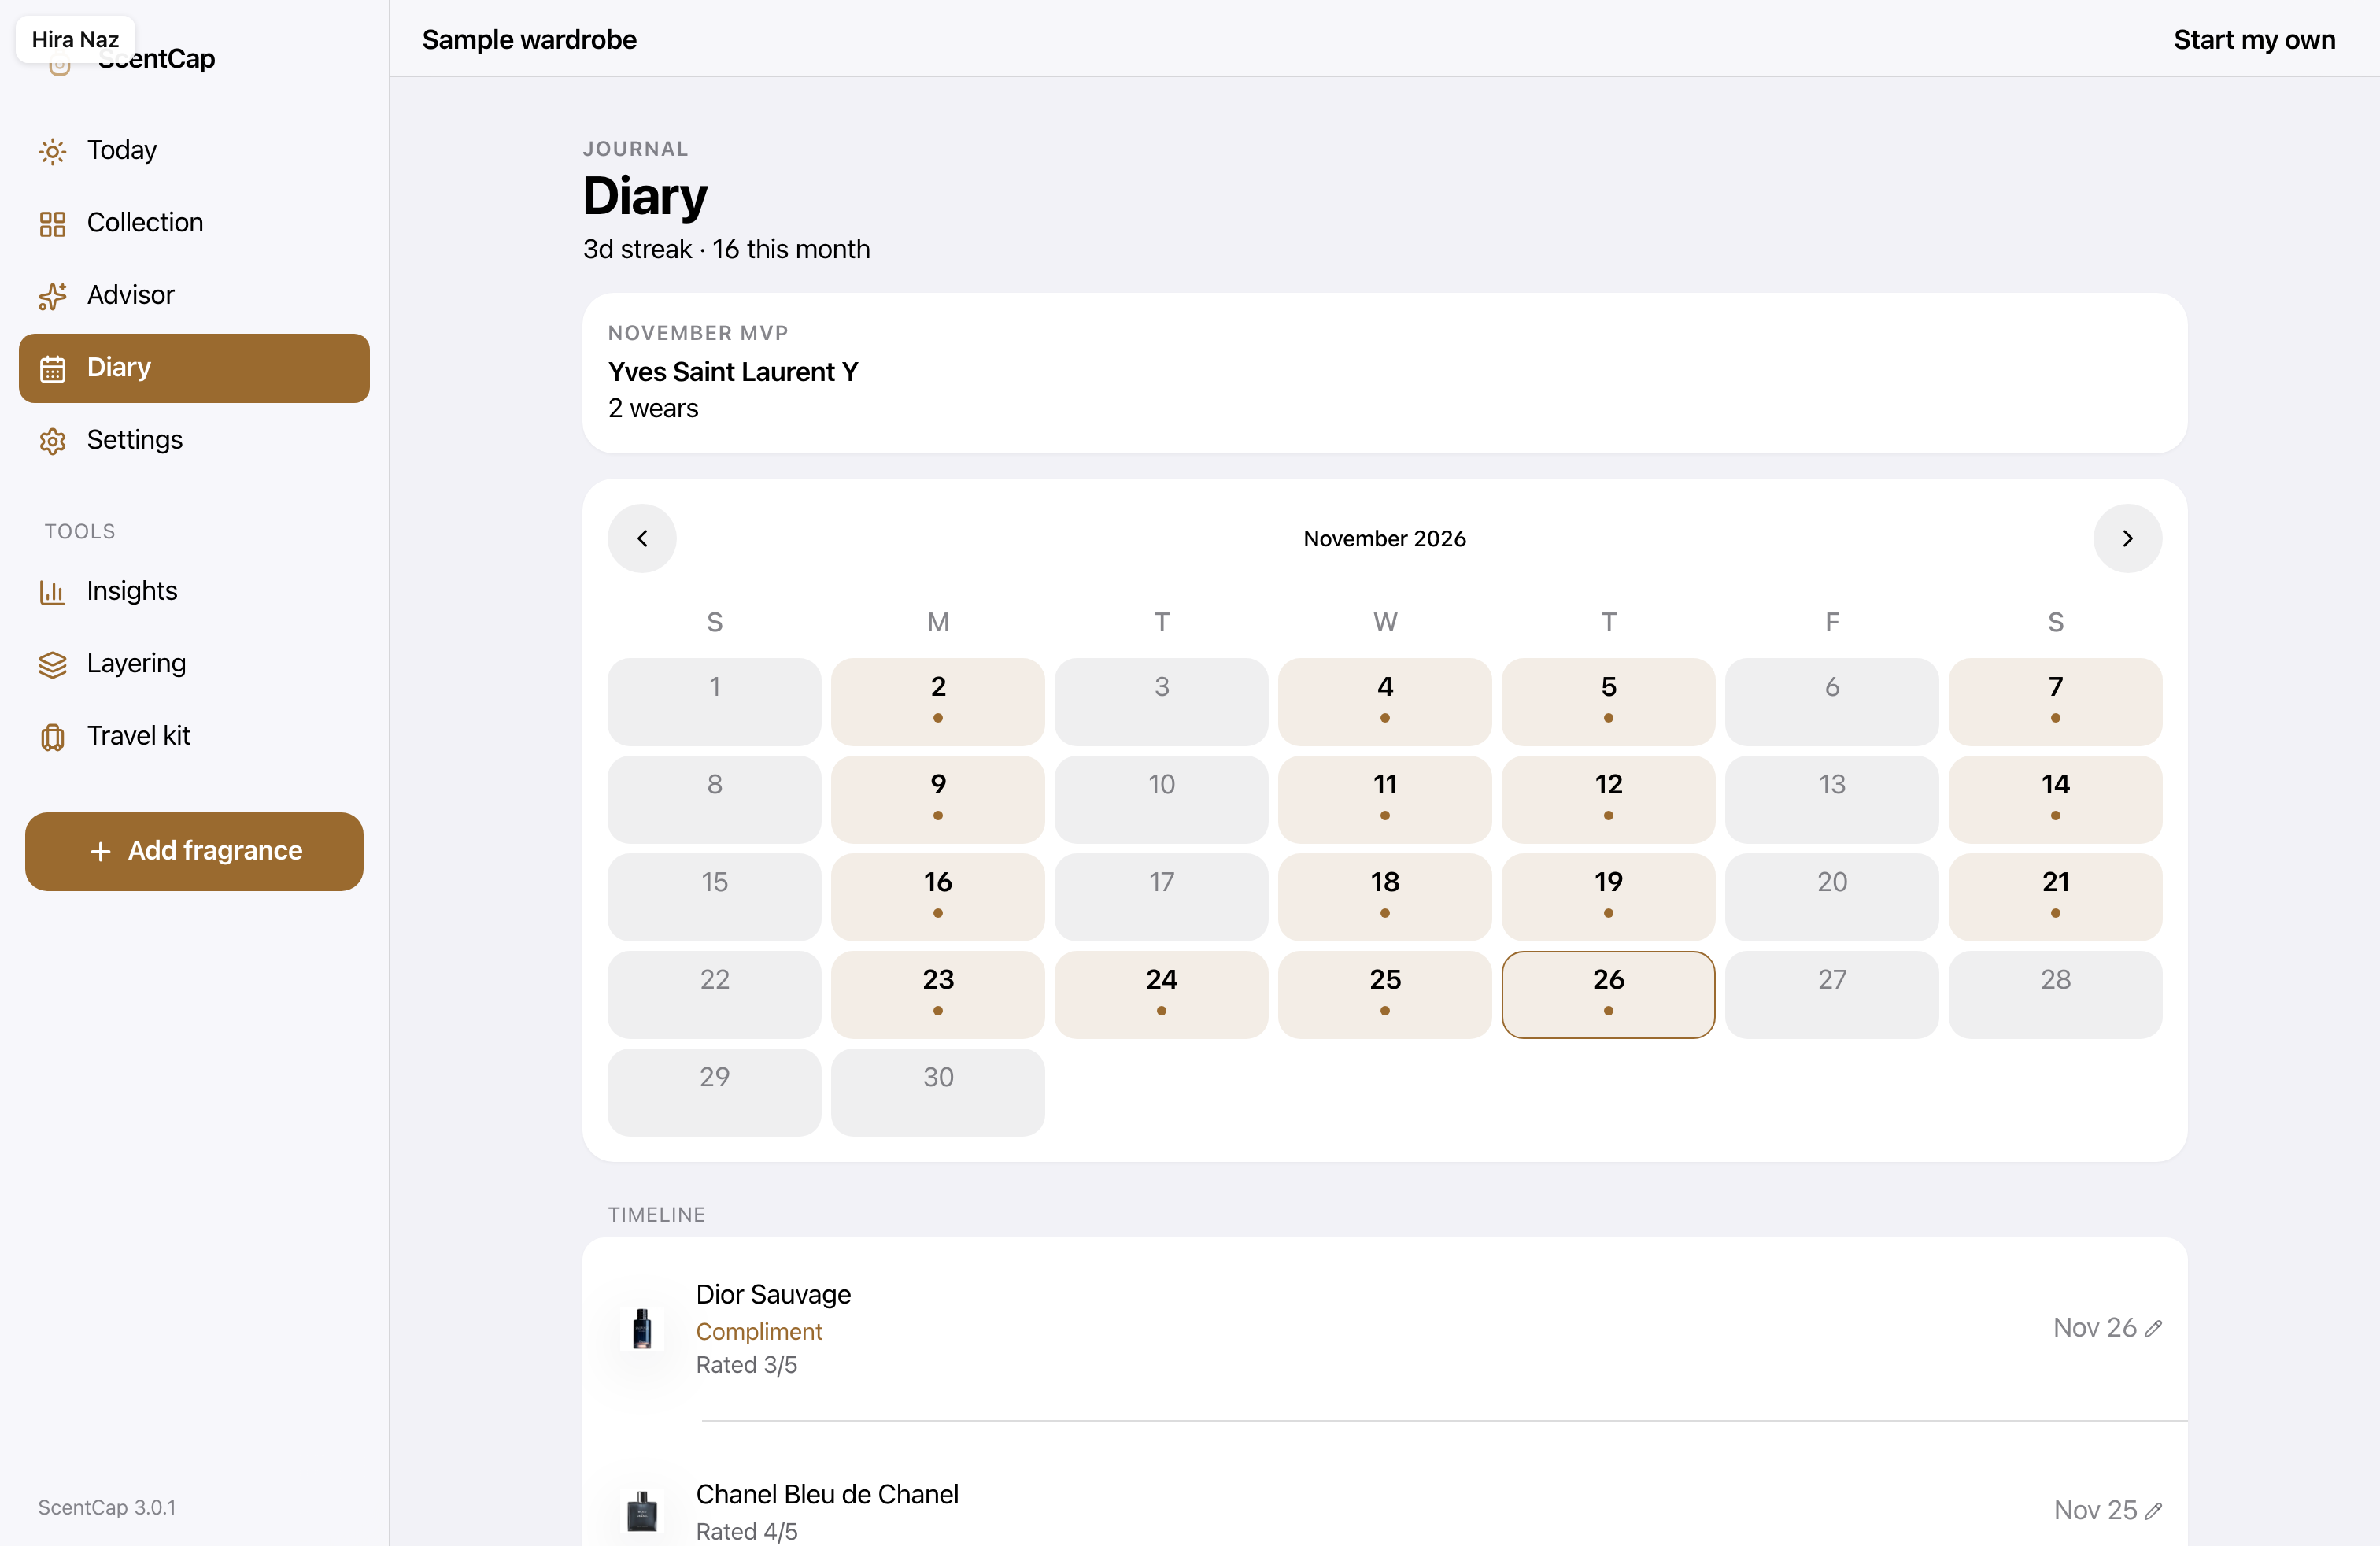 Hira Naz
ScentCap
Today
Collection
Advisor
Diary
Settings
TOOLS
Insights
Layering
Travel kit
+ Add fragrance
ScentCap 3.0.1
Sample wardrobe
Start my own
JOURNAL
Diary
3d streak · 16 this month
NOVEMBER MVP
Yves Saint Laurent Y
2 wears
November 2026
S M T W T F S
1 2 3 4 5 6 7
8 9 10 11 12 13 14
15 16 17 18 19 20 21
22 23 24 25 26 27 28
29 30
TIMELINE
Dior Sauvage
Compliment
Rated 3/5
Nov 26
Chanel Bleu de Chanel
Rated 4/5
Nov 25